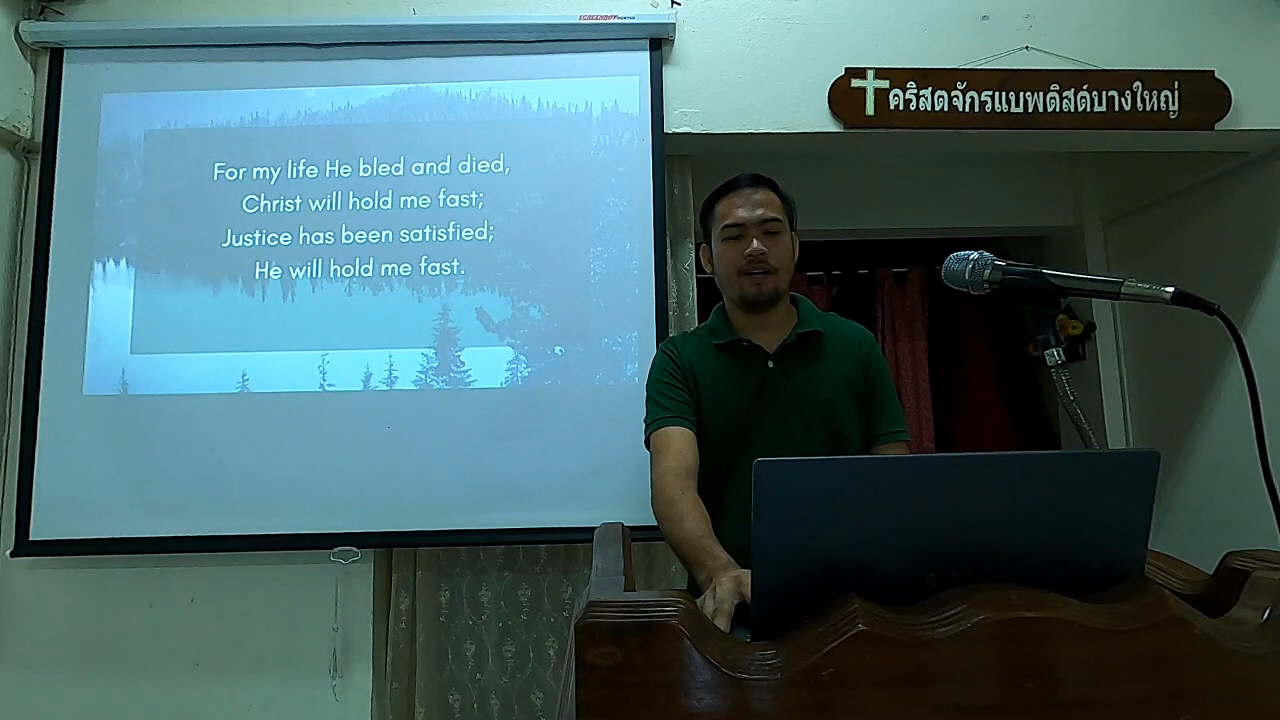 For my life He bled and died,
Christ will hold me fast;
Justice has been satisfied;
He will hold me fast.
คริสตจักรแบพติสต์บางใหญ่